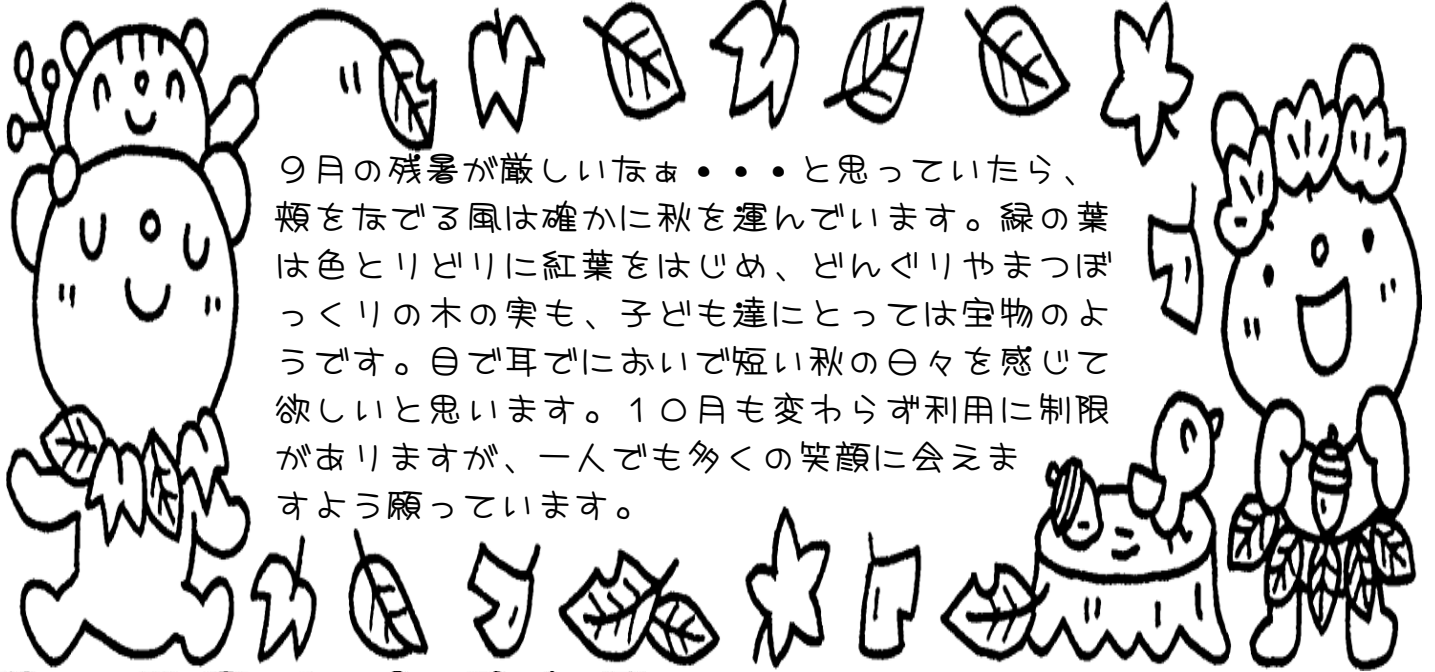 ９月の残暑が厳しいなぁ・・・と思っていたら、
頬をなでる風は確かに秋を運んでいます。緑の葉
は色とりどりに紅葉をはじめ、どんぐりやまつぼ
っくりの木の実も、子ども達にとっては宝物のよ
うです。目で耳でにおいで短い秋の日々を感じて
欲しいと思います。１０月も変わらず利用に制限
がありますが、一人でも多くの笑顔に会えま
すよう願っています。